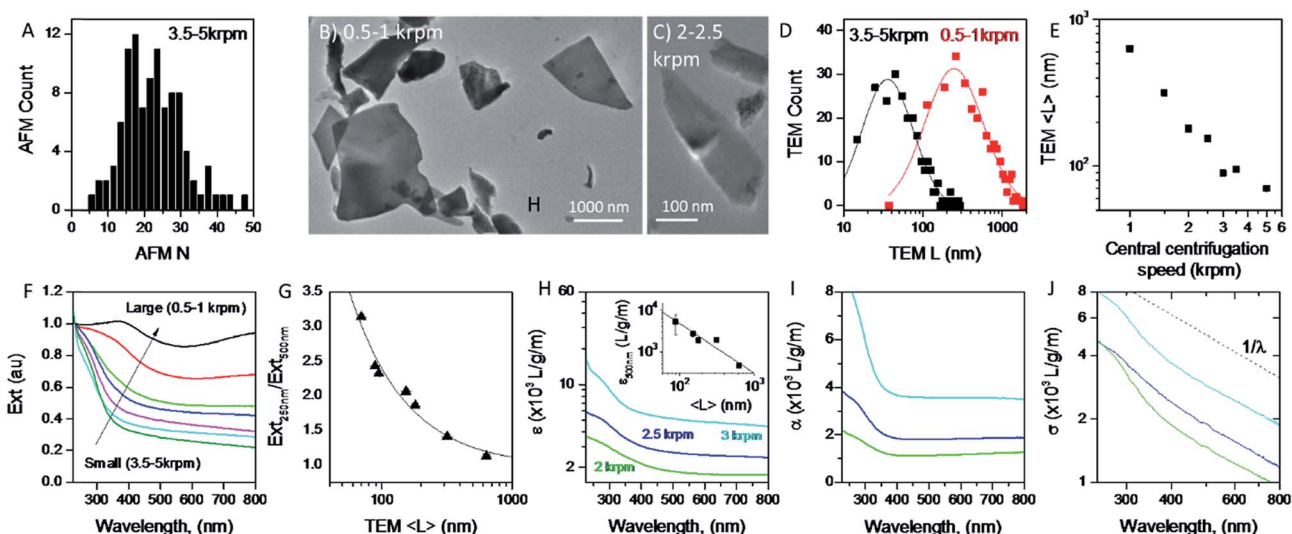 A
3.5-5krpm
12
8
4
0
AFM Count
0 10 20 30 40 50
AFM N
B) 0.5-1 krpm
H
1000 nm
C) 2-2.5
krpm
100 nm
D
3.5-5krpm 0.5-1krpm
40
30
20
10
0
TEM Count
10 100 1000
TEM L (nm)
E
10³
10²
TEM <L> (nm)
1 2 3 4 5 6
Central centrifugation
speed (krpm)
F
Large (0.5-1 krpm)
Small (3.5-5krpm)
1.2
1.0
0.8
0.6
0.4
0.2
0.0
Ext (au)
300 400 500 600 700 800
Wavelength, (nm)
G
3.5
3.0
2.5
2.0
1.5
1.0
Ext250nm/Ext500nm
100 1000
TEM <L> (nm)
H
60
10
2
ε (x10³ L/g/m)
10⁴
10³
ε500nm (L/g/m)
10² 10³
<L> (nm)
2.5 krpm
3 krpm
2 krpm
300 400 500 600 700 800
Wavelength, (nm)
I
8
6
4
2
0
α (x10³ L/g/m)
300 400 500 600 700 800
Wavelength, (nm)
J
8
6
4
2
1
σ (x10³ L/g/m)
1/λ
300 400 500 600 800
Wavelength, (nm)